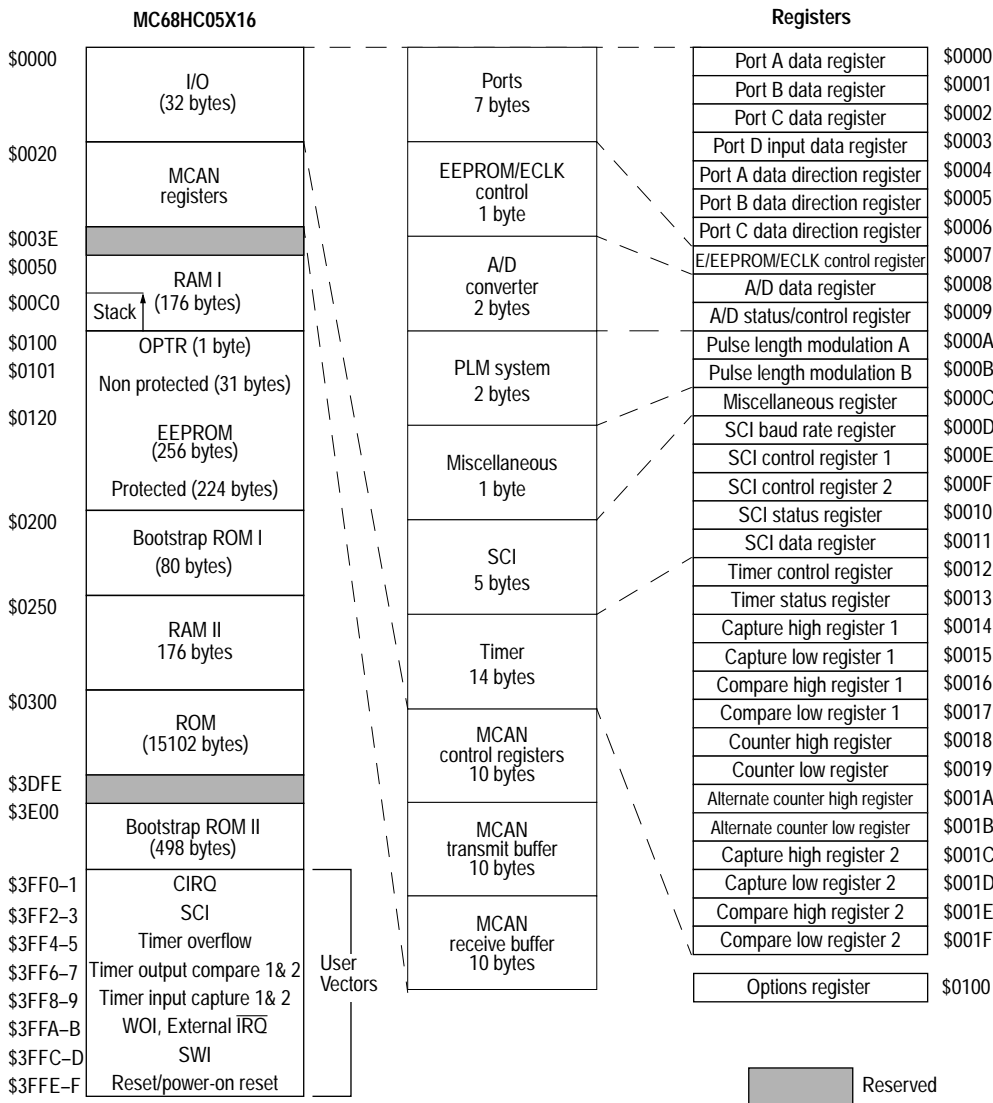 MC68HC05X16
$0000
I/O
(32 bytes)
$0020
MCAN
registers
$003E
$0050
RAM I
(176 bytes)
$00C0
Stack
$0100
OPTR (1 byte)
$0101
Non protected (31 bytes)
$0120
EEPROM
(256 bytes)
Protected (224 bytes)
$0200
Bootstrap ROM I
(80 bytes)
$0250
RAM II
176 bytes
$0300
ROM
(15102 bytes)
$3DFE
$3E00
Bootstrap ROM II
(498 bytes)
$3FF0–1 CIRQ
$3FF2–3 SCI
$3FF4–5 Timer overflow
$3FF6–7 Timer output compare 1& 2
$3FF8–9 Timer input capture 1& 2
$3FFA–B WOI, External IRQ
$3FFC–D SWI
$3FFE–F Reset/power-on reset
User
Vectors
Ports
7 bytes
EEPROM/ECLK
control
1 byte
A/D
converter
2 bytes
PLM system
2 bytes
Miscellaneous
1 byte
SCI
5 bytes
Timer
14 bytes
MCAN
control registers
10 bytes
MCAN
transmit buffer
10 bytes
MCAN
receive buffer
10 bytes
Registers
Port A data register $0000
Port B data register $0001
Port C data register $0002
Port D input data register $0003
Port A data direction register $0004
Port B data direction register $0005
Port C data direction register $0006
E/EEPROM/ECLK control register $0007
A/D data register $0008
A/D status/control register $0009
Pulse length modulation A $000A
Pulse length modulation B $000B
Miscellaneous register $000C
SCI baud rate register $000D
SCI control register 1 $000E
SCI control register 2 $000F
SCI status register $0010
SCI data register $0011
Timer control register $0012
Timer status register $0013
Capture high register 1 $0014
Capture low register 1 $0015
Compare high register 1 $0016
Compare low register 1 $0017
Counter high register $0018
Counter low register $0019
Alternate counter high register $001A
Alternate counter low register $001B
Capture high register 2 $001C
Capture low register 2 $001D
Compare high register 2 $001E
Compare low register 2 $001F
Options register $0100
Reserved